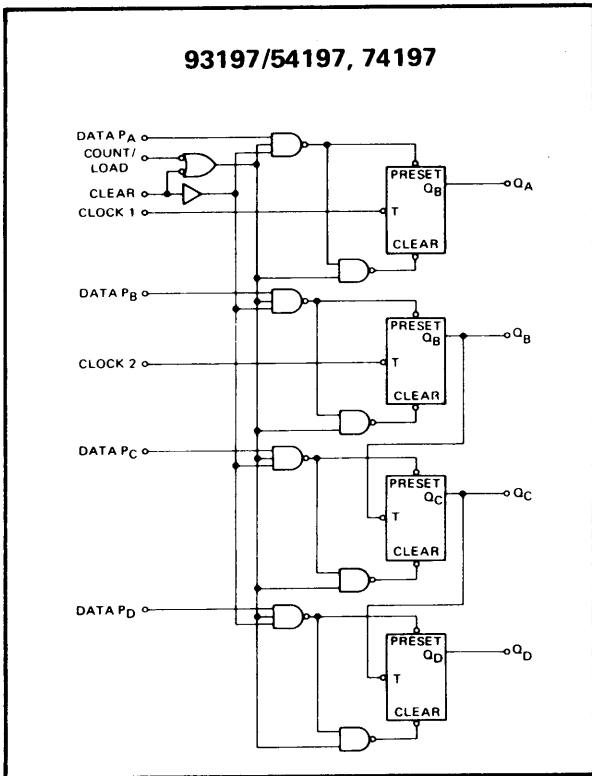 93197/54197, 74197
DATA PA
COUNT/
LOAD
CLEAR
CLOCK 1
PRESET
QB
T
CLEAR
QA
DATA PB
CLOCK 2
PRESET
QB
T
CLEAR
QB
DATA PC
PRESET
QC
T
CLEAR
QC
DATA PD
PRESET
QD
T
CLEAR
QD